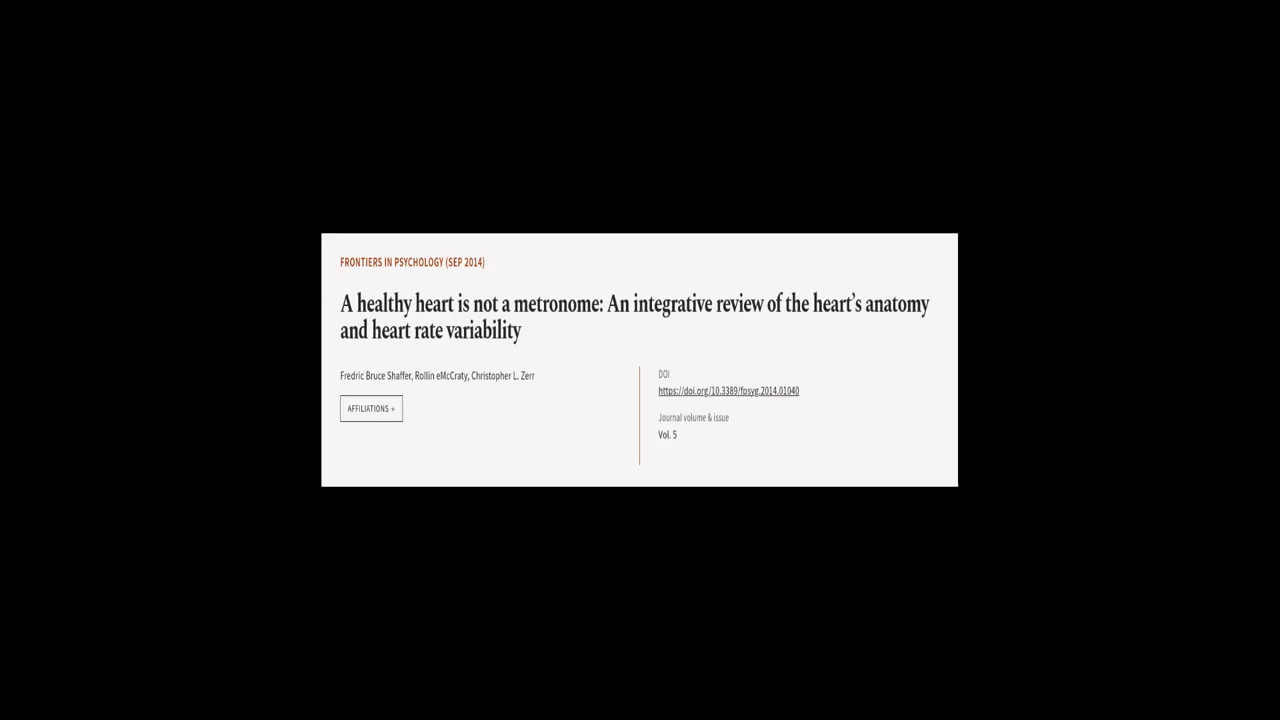 FRONTIERS IN PSYCHOLOGY (SEP 2014)
A healthy heart is not a metronome: An integrative review of the heart's anatomy
and heart rate variability
Fredric Bruce Shaffer, Rollin eMcCraty, Christopher L. Zerr
AFFILIATIONS +
DOI
https://doi.org/10.3389/fpsyg.2014.01040
Journal volume & issue
Vol. 5